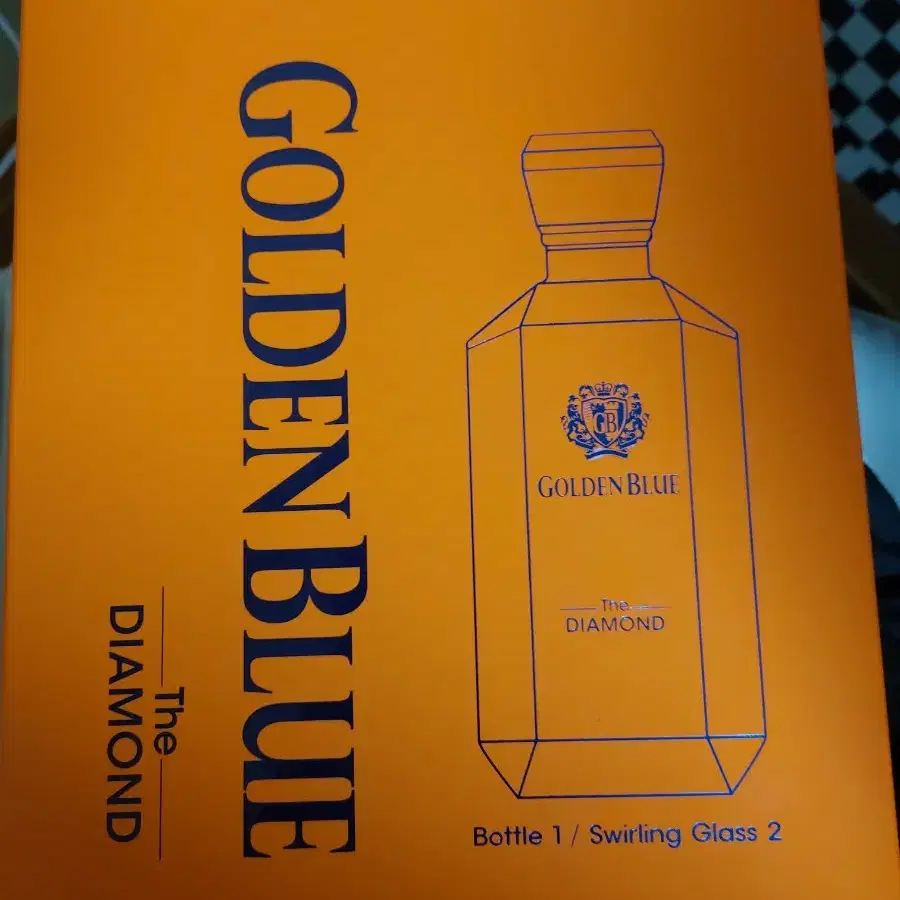 GOLDEN BLUE
The
DIAMOND
GB
GOLDEN BLUE
The
DIAMOND
Bottle 1 / Swirling Glass 2